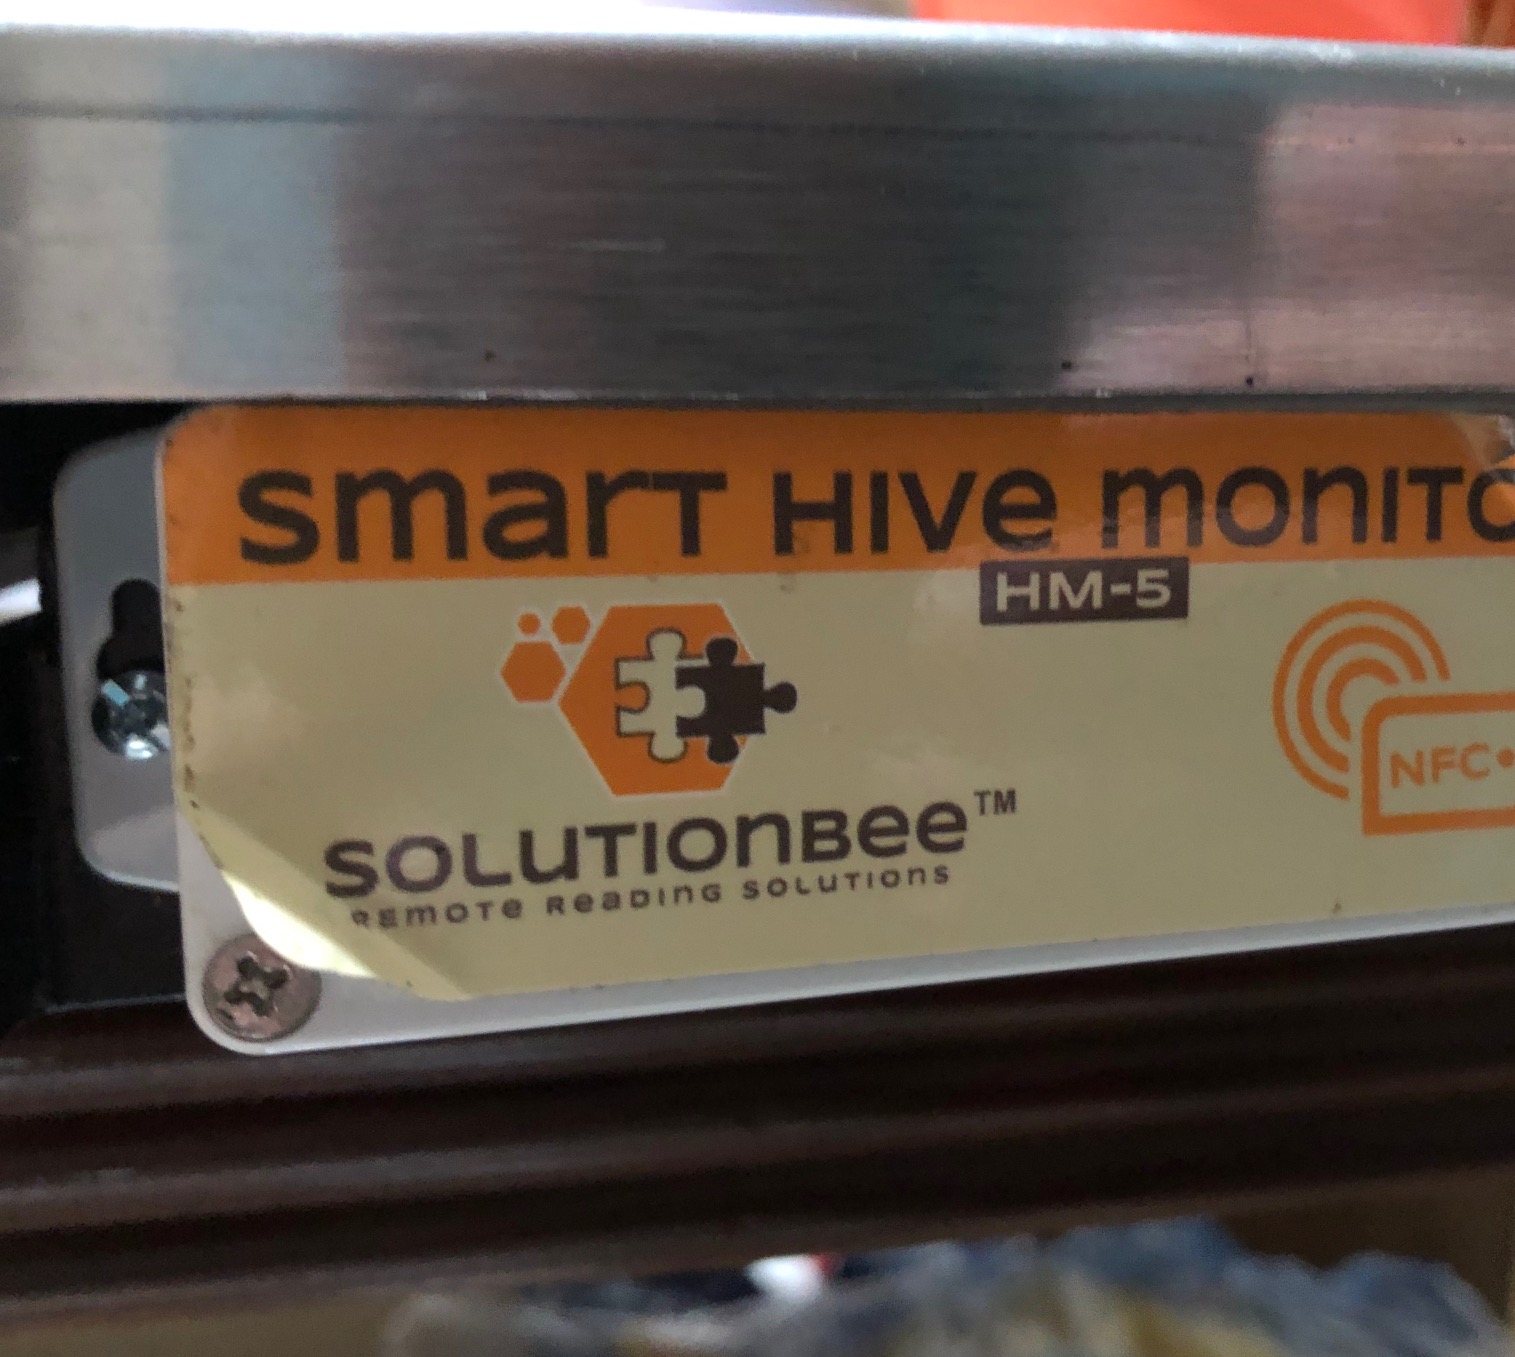 smart HIVE MONITO
HM-5
NFC•
SOLUTIONBEE™
REMOTE READING SOLUTIONS